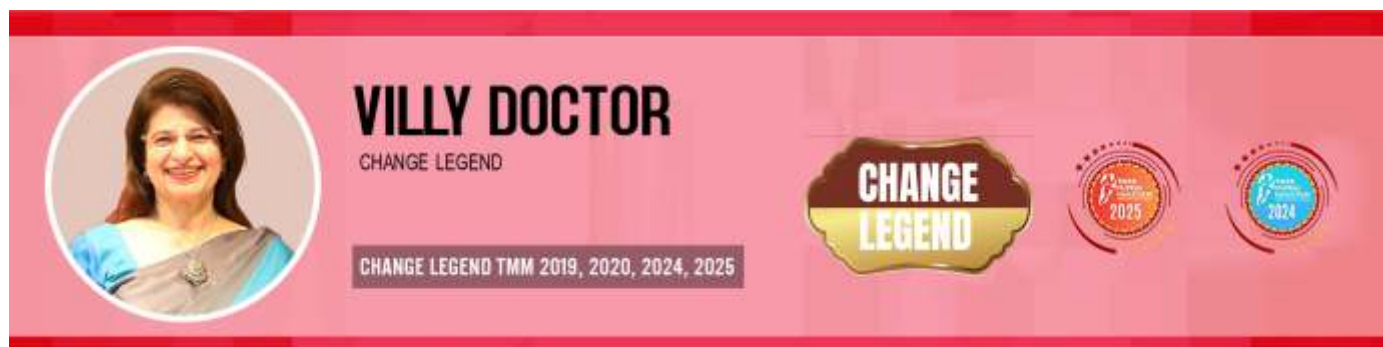 VILLY DOCTOR
CHANGE LEGEND
CHANGE LEGEND TMM 2019, 2020, 2024, 2025
CHANGE
LEGEND
2025
2024